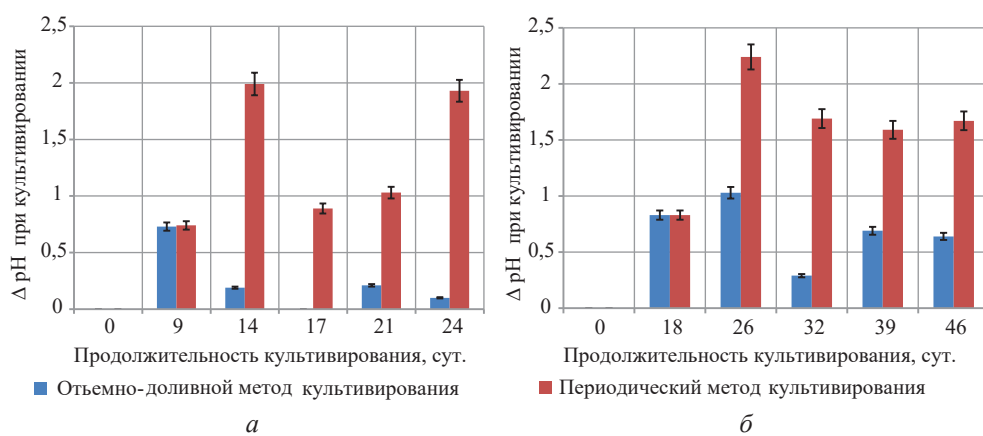 Δ pH при культивировании
2,5
2
1,5
1
0,5
0
0 9 14 17 21 24
Продолжительность культивирования, сут.
Δ pH при культивировании
2,5
2
1,5
1
0,5
0
0 18 26 32 39 46
Продолжительность культивирования, сут.
Отьемно-доливной метод культивирования
Периодический метод культивирования
а
б